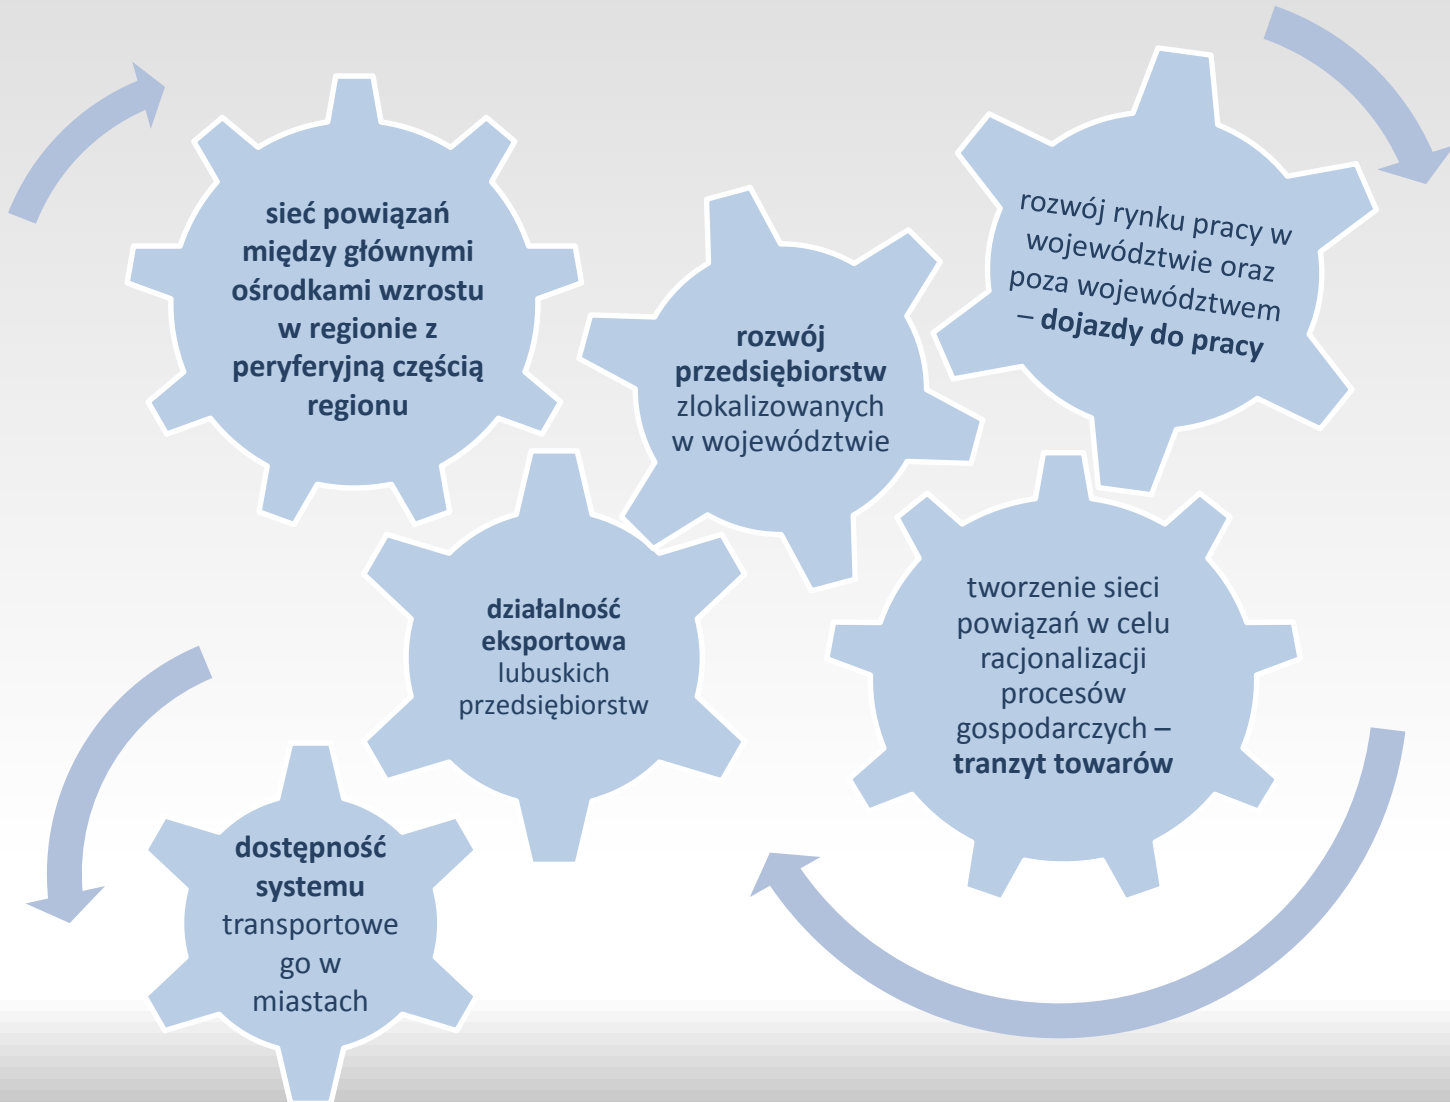 sieć powiązań
między głównymi
ośrodkami wzrostu
w regionie z
peryferyjną częścią
regionu
rozwój
przedsiębiorstw
zlokalizowanych
w województwie
rozwój rynku pracy w
województwie oraz
poza województwem
– dojazdy do pracy
działalność
eksportowa
lubuskich
przedsiębiorstw
tworzenie sieci
powiązań w celu
racjonalizacji
procesów
gospodarczych –
tranzyt towarów
dostępność
systemu
transportowe
go w
miastach